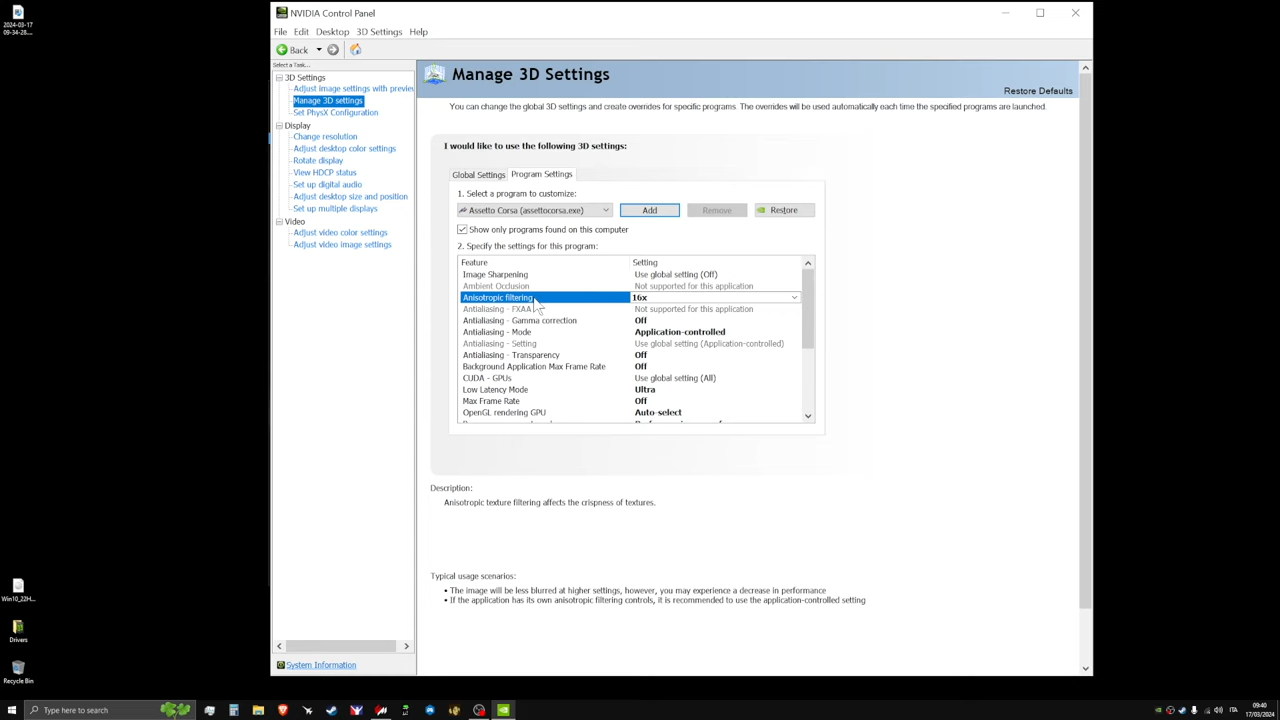 2024-03-17
09-34-28....
NVIDIA Control Panel
File Edit Desktop 3D Settings Help
Back
Select a Task...
3D Settings
Adjust image settings with preview
Manage 3D settings
Set PhysX Configuration
Display
Change resolution
Adjust desktop color settings
Rotate display
View HDCP status
Set up digital audio
Adjust desktop size and position
Set up multiple displays
Video
Adjust video color settings
Adjust video image settings
System Information
Manage 3D Settings
Restore Defaults
You can change the global 3D settings and create overrides for specific programs. The overrides will be used automatically each time the specified programs are launched.
I would like to use the following 3D settings:
Global Settings Program Settings
1. Select a program to customize:
Assetto Corsa (assettocorsa.exe) Add Remove Restore
Show only programs found on this computer
2. Specify the settings for this program:
Feature Setting
Image Sharpening Use global setting (Off)
Ambient Occlusion Not supported for this application
Anisotropic filtering 16x
Antialiasing - FXAA Not supported for this application
Antialiasing - Gamma correction Off
Antialiasing - Mode Application-controlled
Antialiasing - Setting Use global setting (Application-controlled)
Antialiasing - Transparency Off
Background Application Max Frame Rate Off
CUDA - GPUs Use global setting (All)
Low Latency Mode Ultra
Max Frame Rate Off
OpenGL rendering GPU Auto-select
Description:
Anisotropic texture filtering affects the crispness of textures.
Typical usage scenarios:
• The image will be less blurred at higher settings, however, you may experience a decrease in performance
• If the application has its own anisotropic filtering controls, it is recommended to use the application-controlled setting
Win10_22H...
Drivers
Recycle Bin
Type here to search
ITA
09:40
17/03/2024